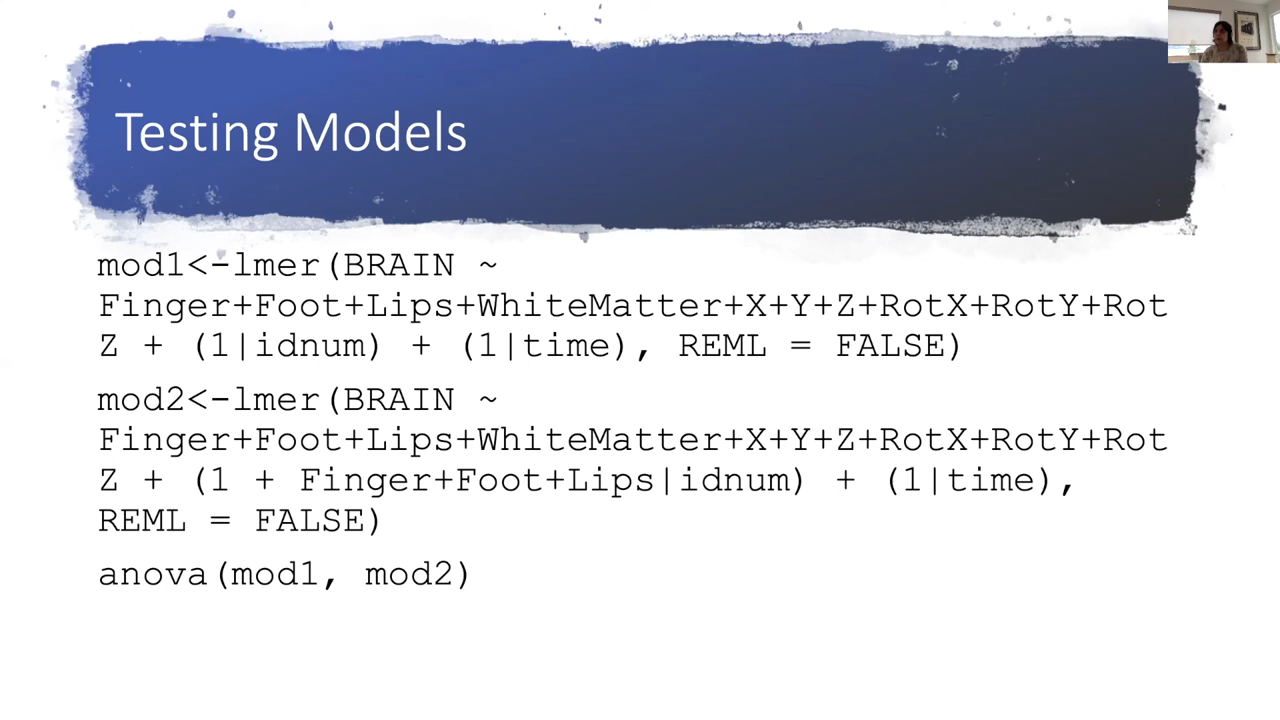 Testing Models
mod1<-lmer(BRAIN ~
Finger+Foot+Lips+WhiteMatter+X+Y+Z+RotX+RotY+Rot
Z + (1|idnum) + (1|time), REML = FALSE)
mod2<-lmer(BRAIN ~
Finger+Foot+Lips+WhiteMatter+X+Y+Z+RotX+RotY+Rot
Z + (1 + Finger+Foot+Lips|idnum) + (1|time),
REML = FALSE)
anova(mod1, mod2)